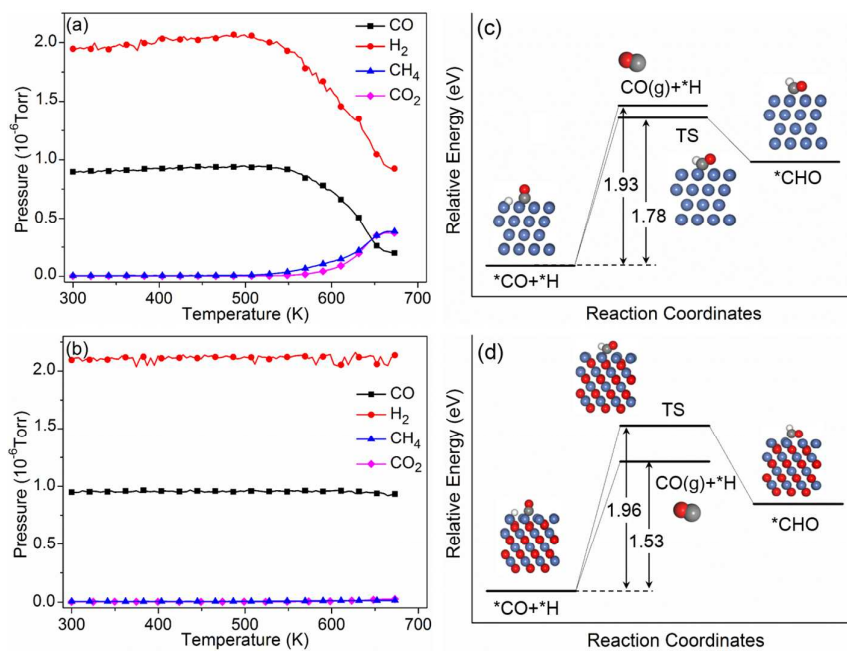 (a)
CO
H2
CH4
CO2
Pressure (10-6Torr)
2.0
1.5
1.0
0.5
0.0
300 400 500 600 700
Temperature (K)
(b)
CO
H2
CH4
CO2
Pressure (10-6Torr)
2.0
1.5
1.0
0.5
0.0
300 400 500 600 700
Temperature (K)
(c)
Relative Energy (eV)
CO(g)+*H
TS
*CHO
1.93
1.78
*CO+*H
Reaction Coordinates
(d)
Relative Energy (eV)
TS
CO(g)+*H
*CHO
1.96
1.53
*CO+*H
Reaction Coordinates